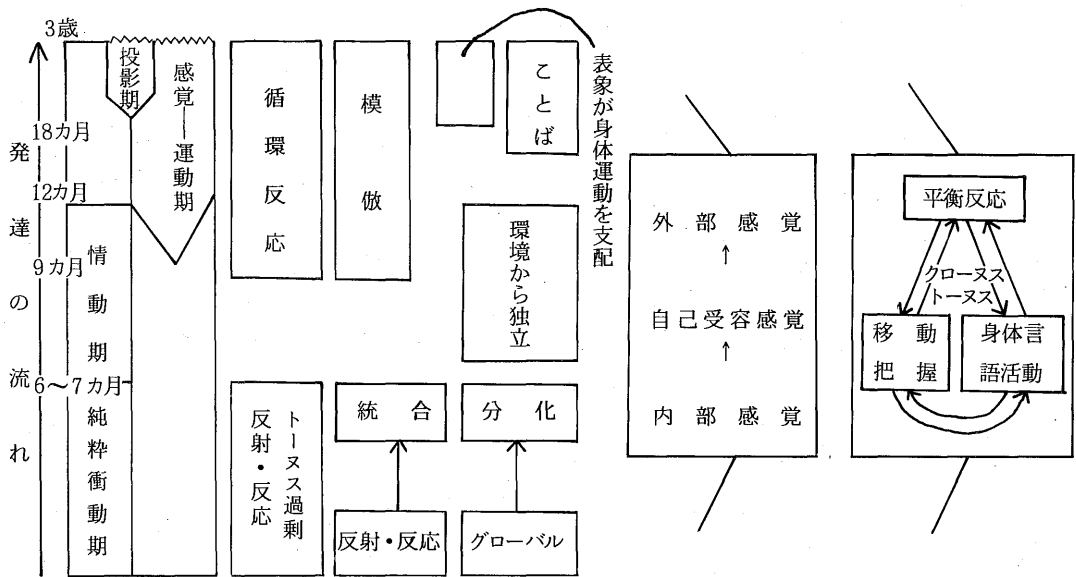 3歳
18カ月
12カ月
9カ月
6～7カ月
発達の流れ
投影期
感覚―運動期
情動期
純粋衝動期
循環反応
トーヌス過剰
反射・反応
模倣
統合
反射・反応
ことば
環境から独立
分化
グローバル
表象が身体運動を支配
外部感覚
↑
自己受容感覚
↑
内部感覚
平衡反応
クローヌス
トーヌス
移動
把握
身体言
語活動